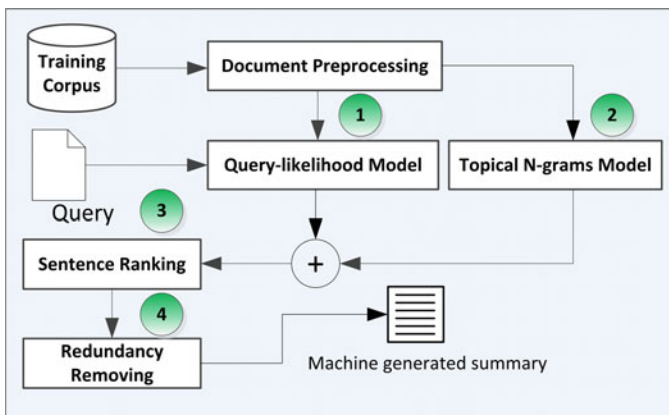 Training
Corpus
Document Preprocessing
1
2
Query-likelihood Model
Topical N-grams Model
Query
3
Sentence Ranking
+
4
Redundancy
Removing
Machine generated summary